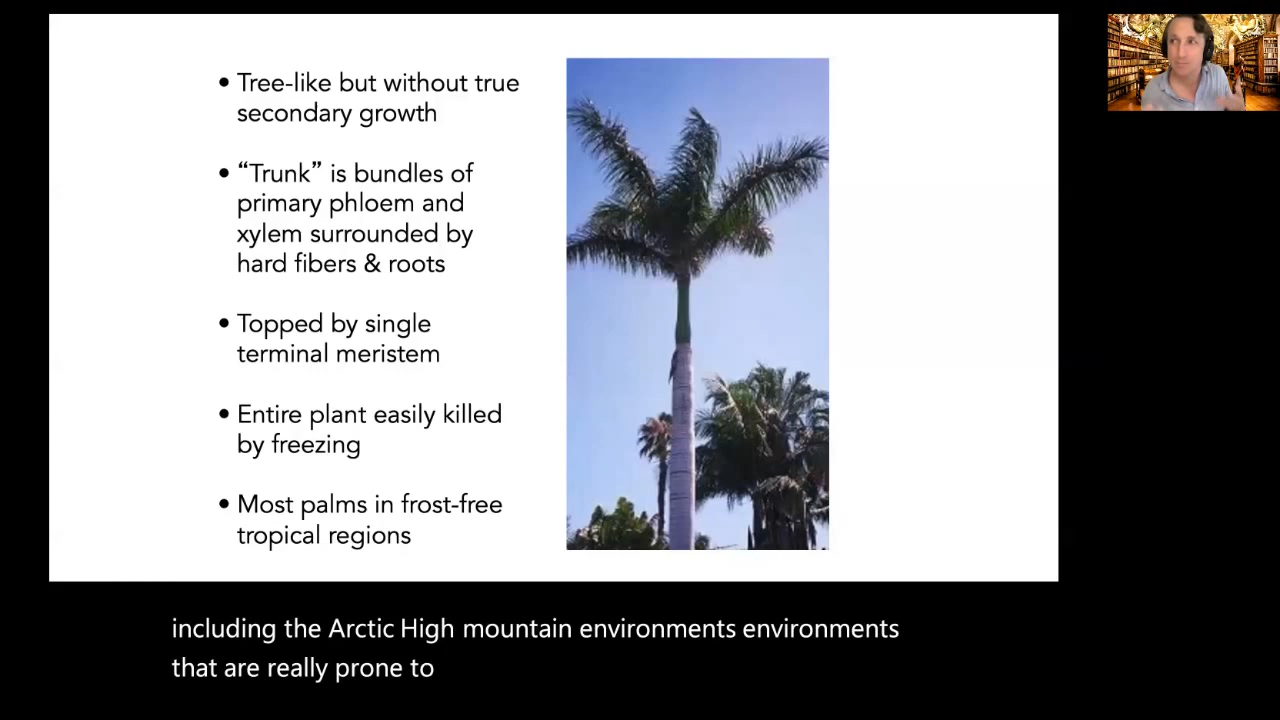 • Tree-like but without true
secondary growth
• “Trunk” is bundles of
primary phloem and
xylem surrounded by
hard fibers & roots
• Topped by single
terminal meristem
• Entire plant easily killed
by freezing
• Most palms in frost-free
tropical regions
including the Arctic High mountain environments environments
that are really prone to